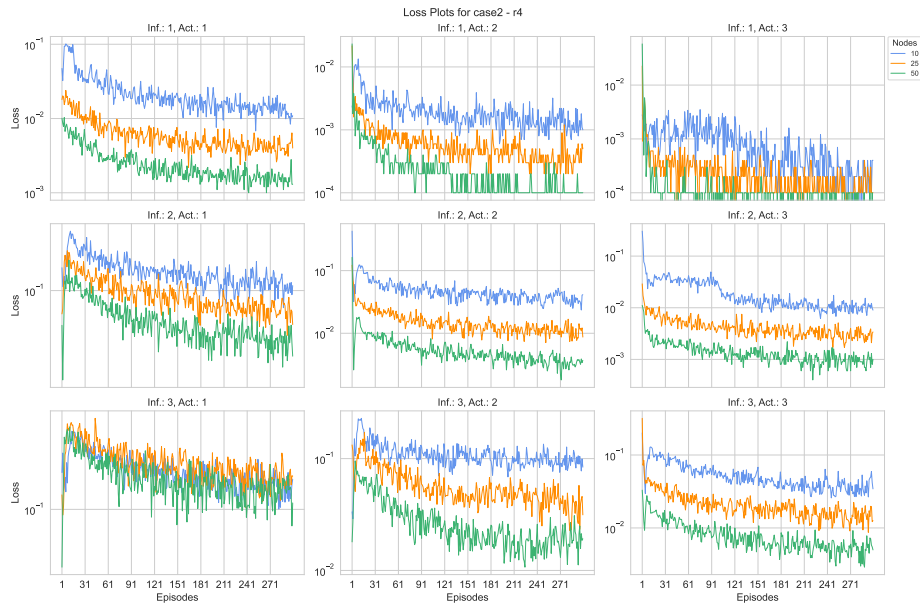 Loss Plots for case2 - r4
Inf.: 1, Act.: 1
Inf.: 1, Act.: 2
Inf.: 1, Act.: 3
Nodes
10
25
50
Loss
10⁻¹
10⁻²
10⁻³
10⁻²
10⁻³
10⁻⁴
10⁻²
10⁻³
10⁻⁴
Inf.: 2, Act.: 1
Inf.: 2, Act.: 2
Inf.: 2, Act.: 3
Loss
10⁻¹
10⁻¹
10⁻²
10⁻¹
10⁻²
10⁻³
Inf.: 3, Act.: 1
Inf.: 3, Act.: 2
Inf.: 3, Act.: 3
Loss
10⁻¹
10⁻¹
10⁻²
10⁻¹
10⁻²
1 31 61 91 121 151 181 211 241 271
1 31 61 91 121 151 181 211 241 271
1 31 61 91 121 151 181 211 241 271
Episodes
Episodes
Episodes